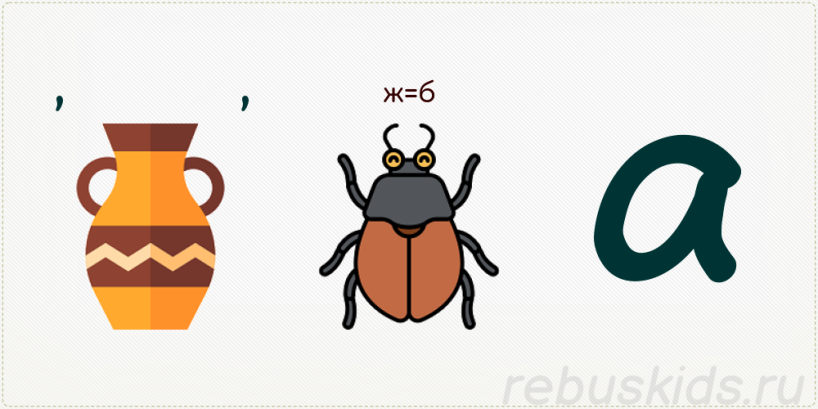 , ,
ж=б
а
rebuskids.ru